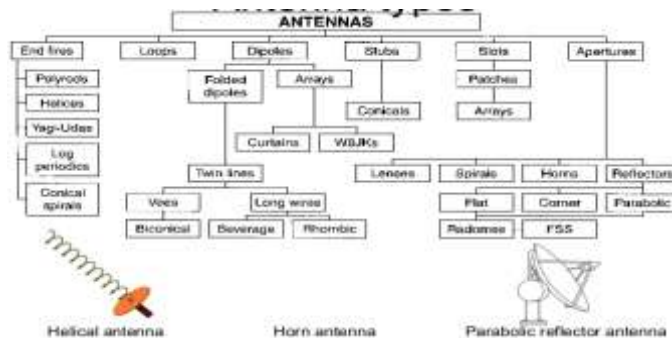 Antenna types
ANTENNAS
End fires
Loops
Dipoles
Stubs
Slots
Apertures
Polyrods
Helices
Yagi-Udas
Log
periodics
Conical
spirals
Folded
dipoles
Arrays
Conicals
Patches
Arrays
Curtains
W8JKs
Twin lines
Lenses
Spirals
Horns
Reflectors
Vees
Long wires
Flat
Corner
Parabolic
Biconical
Beverage
Rhombic
Radomes
FSS
Helical antenna
Horn antenna
Parabolic reflector antenna